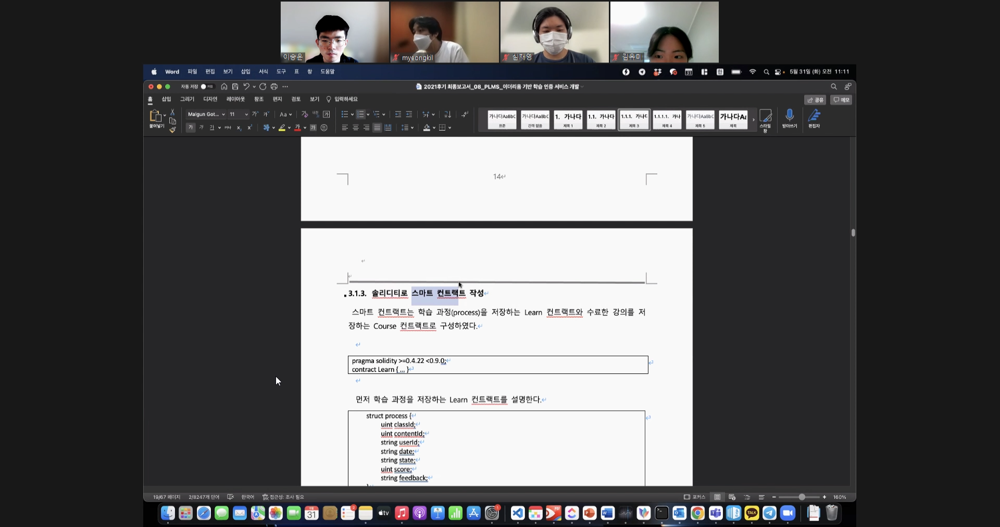 이승윤
myeongkil
심재영
김유미
Word 파일 편집 보기 삽입 서식 도구 표 창 도움말
5월 31일 (화) 오전 11:11
자동 저장
2021후기 최종보고서_08_PLMS_이더리움 기반 학습 인증 서비스 개발
홈 삽입 그리기 디자인 레이아웃 참조 편지 검토 보기 입력하세요
공유 메모
붙여넣기
Malgun Got... 11
가나다AaBbC 가나다AaBbC 1. 가나다 1.1. 가나다 1.1.1. 가나다 1.1.1.1. 가나 가나다AaBbC 가나다Aa
표준 간격 없음 제목 1 제목 2 제목 3 제목 4 제목 5 제목
스타일 창
받아쓰기
편집자
14
3.1.3. 솔리디티로 스마트 컨트랙트 작성
스마트 컨트랙트는 학습 과정(process)을 저장하는 Learn 컨트랙트와 수료한 강의를 저
장하는 Course 컨트랙트로 구성하였다.
pragma solidity >=0.4.22 <0.9.0;
contract Learn { ... }
먼저 학습 과정을 저장하는 Learn 컨트랙트를 설명한다.
struct process {
uint classId;
uint contentId;
string userId;
string date;
string state;
uint score;
string feedback;
19/67 페이지 2/8247개 단어 한국어 접근성: 조사 필요
포커스 160%